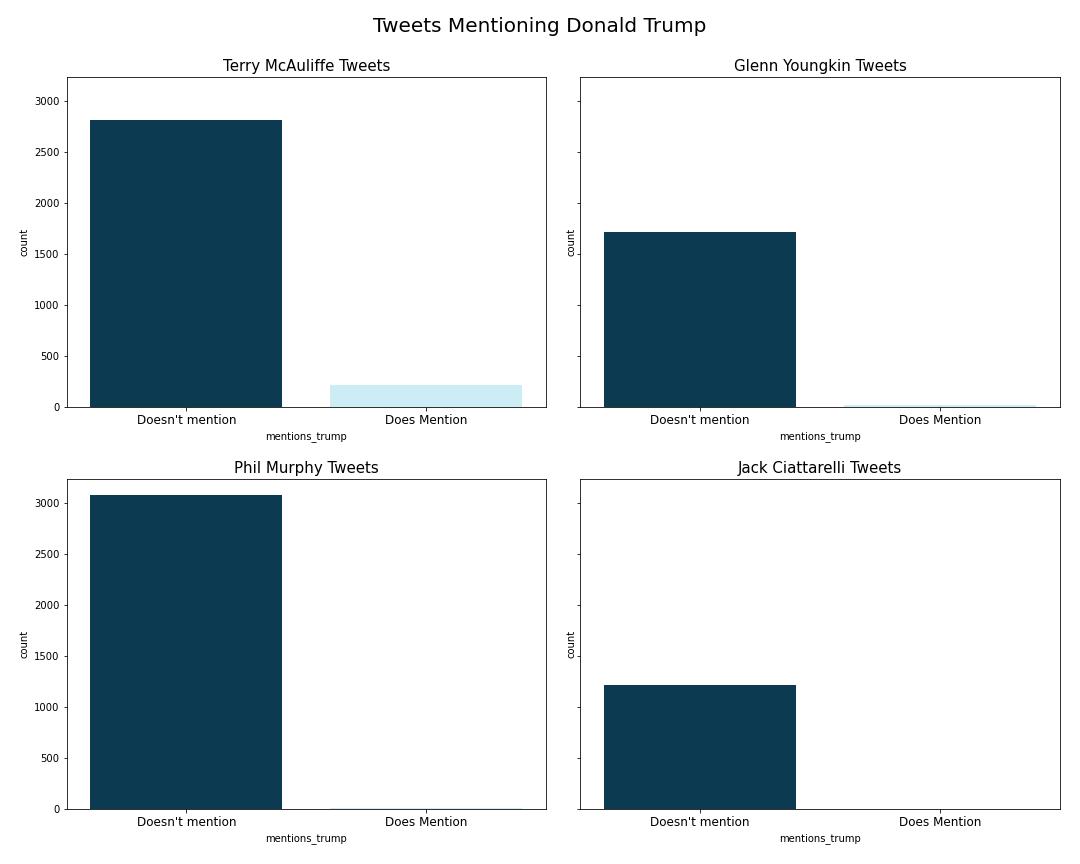 Tweets Mentioning Donald Trump
Terry McAuliffe Tweets
3000
2500
2000
1500
1000
500
0
count
Doesn't mention
Does Mention
mentions_trump
Glenn Youngkin Tweets
count
Doesn't mention
Does Mention
mentions_trump
Phil Murphy Tweets
3000
2500
2000
1500
1000
500
0
count
Doesn't mention
Does Mention
mentions_trump
Jack Ciattarelli Tweets
count
Doesn't mention
Does Mention
mentions_trump